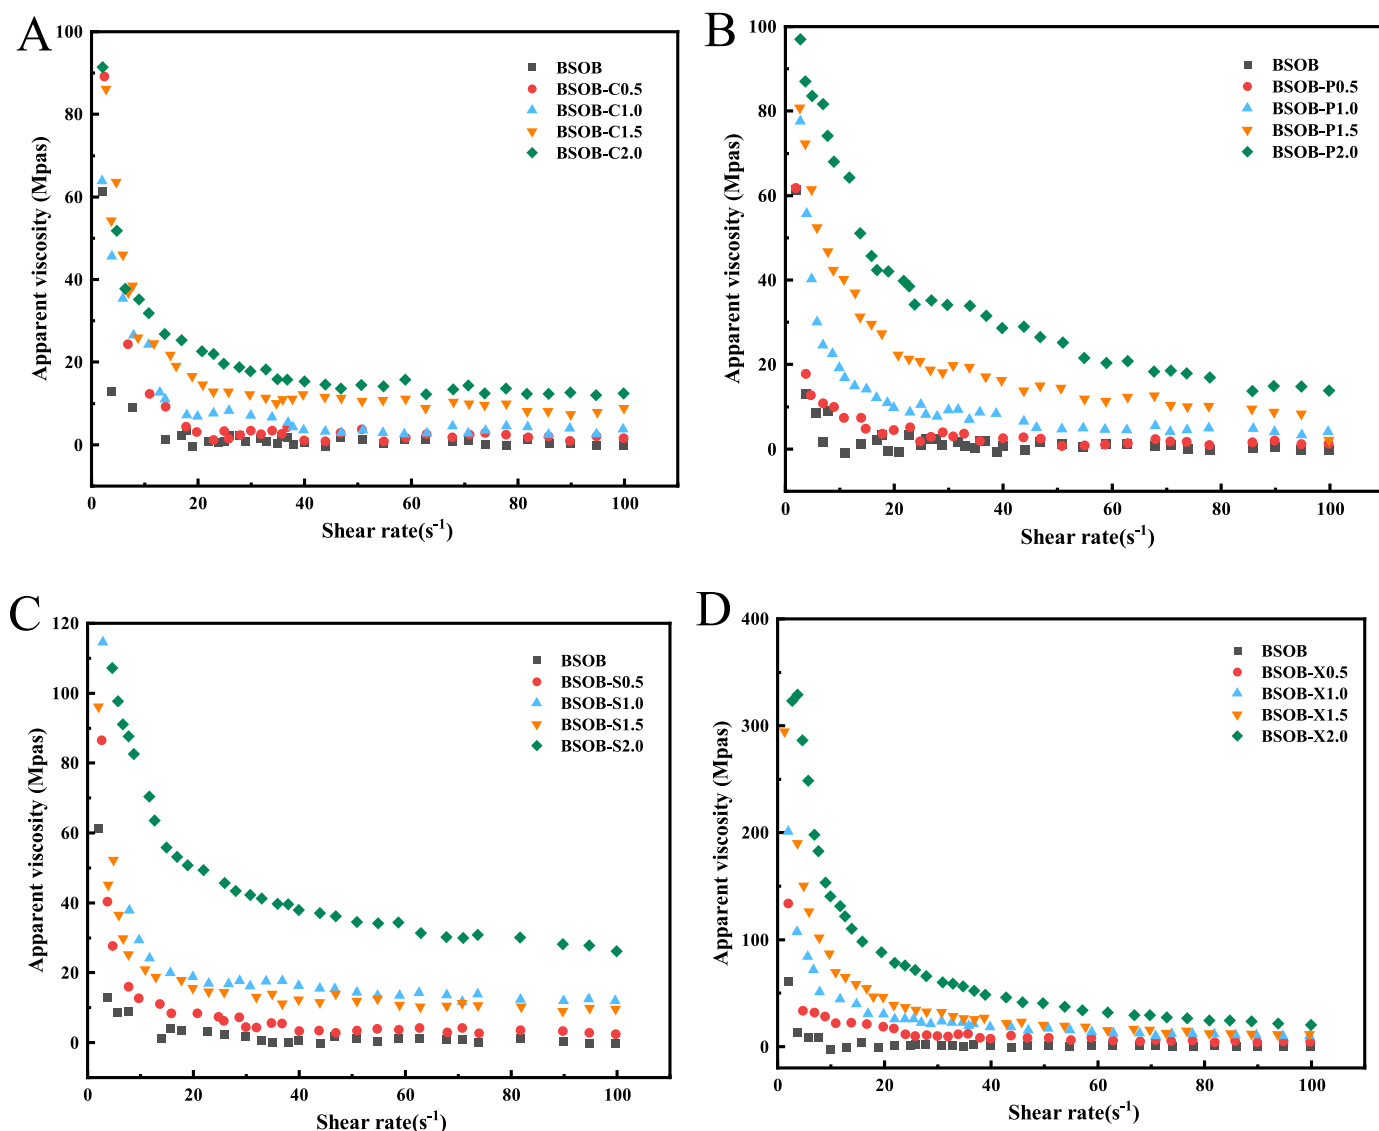 A
Apparent viscosity (Mpas)
100
80
60
40
20
0
0 20 40 60 80 100
Shear rate(s⁻¹)
BSOB
BSOB-C0.5
BSOB-C1.0
BSOB-C1.5
BSOB-C2.0
B
Apparent viscosity (Mpas)
100
80
60
40
20
0
0 20 40 60 80 100
Shear rate(s⁻¹)
BSOB
BSOB-P0.5
BSOB-P1.0
BSOB-P1.5
BSOB-P2.0
C
Apparent viscosity (Mpas)
120
100
80
60
40
20
0
0 20 40 60 80 100
Shear rate(s⁻¹)
BSOB
BSOB-S0.5
BSOB-S1.0
BSOB-S1.5
BSOB-S2.0
D
Apparent viscosity (Mpas)
400
300
200
100
0
0 20 40 60 80 100
Shear rate(s⁻¹)
BSOB
BSOB-X0.5
BSOB-X1.0
BSOB-X1.5
BSOB-X2.0